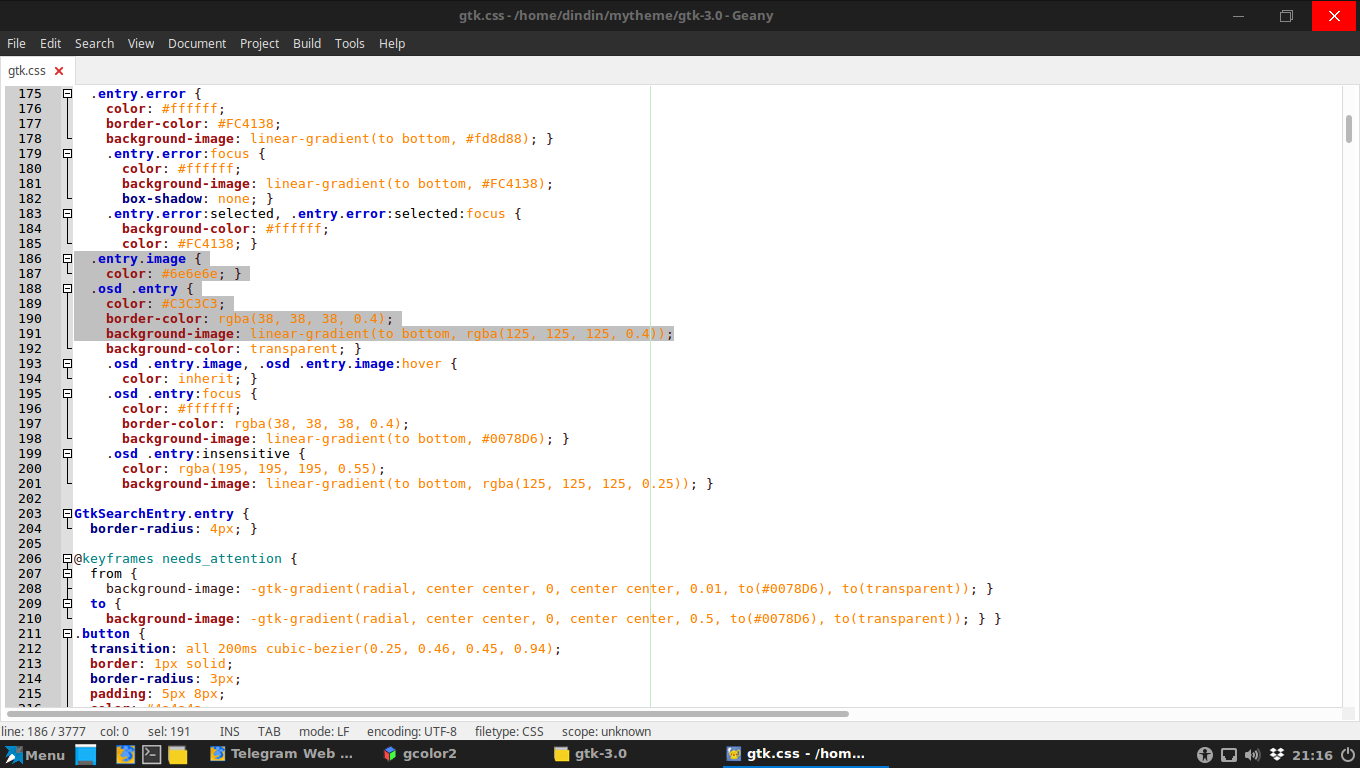 gtk.css - /home/dindin/mytheme/gtk-3.0 - Geany
File Edit Search View Document Project Build Tools Help
gtk.css
175 .entry.error {
176 color: #ffffff;
177 border-color: #FC4138;
178 background-image: linear-gradient(to bottom, #fd8d88); }
179 .entry.error:focus {
180 color: #ffffff;
181 background-image: linear-gradient(to bottom, #FC4138);
182 box-shadow: none; }
183 .entry.error:selected, .entry.error:selected:focus {
184 background-color: #ffffff;
185 color: #FC4138; }
186 .entry.image {
187 color: #6e6e6e; }
188 .osd .entry {
189 color: #C3C3C3;
190 border-color: rgba(38, 38, 38, 0.4);
191 background-image: linear-gradient(to bottom, rgba(125, 125, 125, 0.4));
192 background-color: transparent; }
193 .osd .entry.image, .osd .entry.image:hover {
194 color: inherit; }
195 .osd .entry:focus {
196 color: #ffffff;
197 border-color: rgba(38, 38, 38, 0.4);
198 background-image: linear-gradient(to bottom, #0078D6); }
199 .osd .entry:insensitive {
200 color: rgba(195, 195, 195, 0.55);
201 background-image: linear-gradient(to bottom, rgba(125, 125, 125, 0.25)); }
202
203 GtkSearchEntry.entry {
204 border-radius: 4px; }
205
206 @keyframes needs_attention {
207 from {
208 background-image: -gtk-gradient(radial, center center, 0, center center, 0.01, to(#0078D6), to(transparent)); }
209 to {
210 background-image: -gtk-gradient(radial, center center, 0, center center, 0.5, to(#0078D6), to(transparent)); } }
211 .button {
212 transition: all 200ms cubic-bezier(0.25, 0.46, 0.45, 0.94);
213 border: 1px solid;
214 border-radius: 3px;
215 padding: 5px 8px;
line: 186 / 3777 col: 0 sel: 191 INS TAB mode: LF encoding: UTF-8 filetype: CSS scope: unknown
Menu Telegram Web ... gcolor2 gtk-3.0 gtk.css - /hom... 21:16